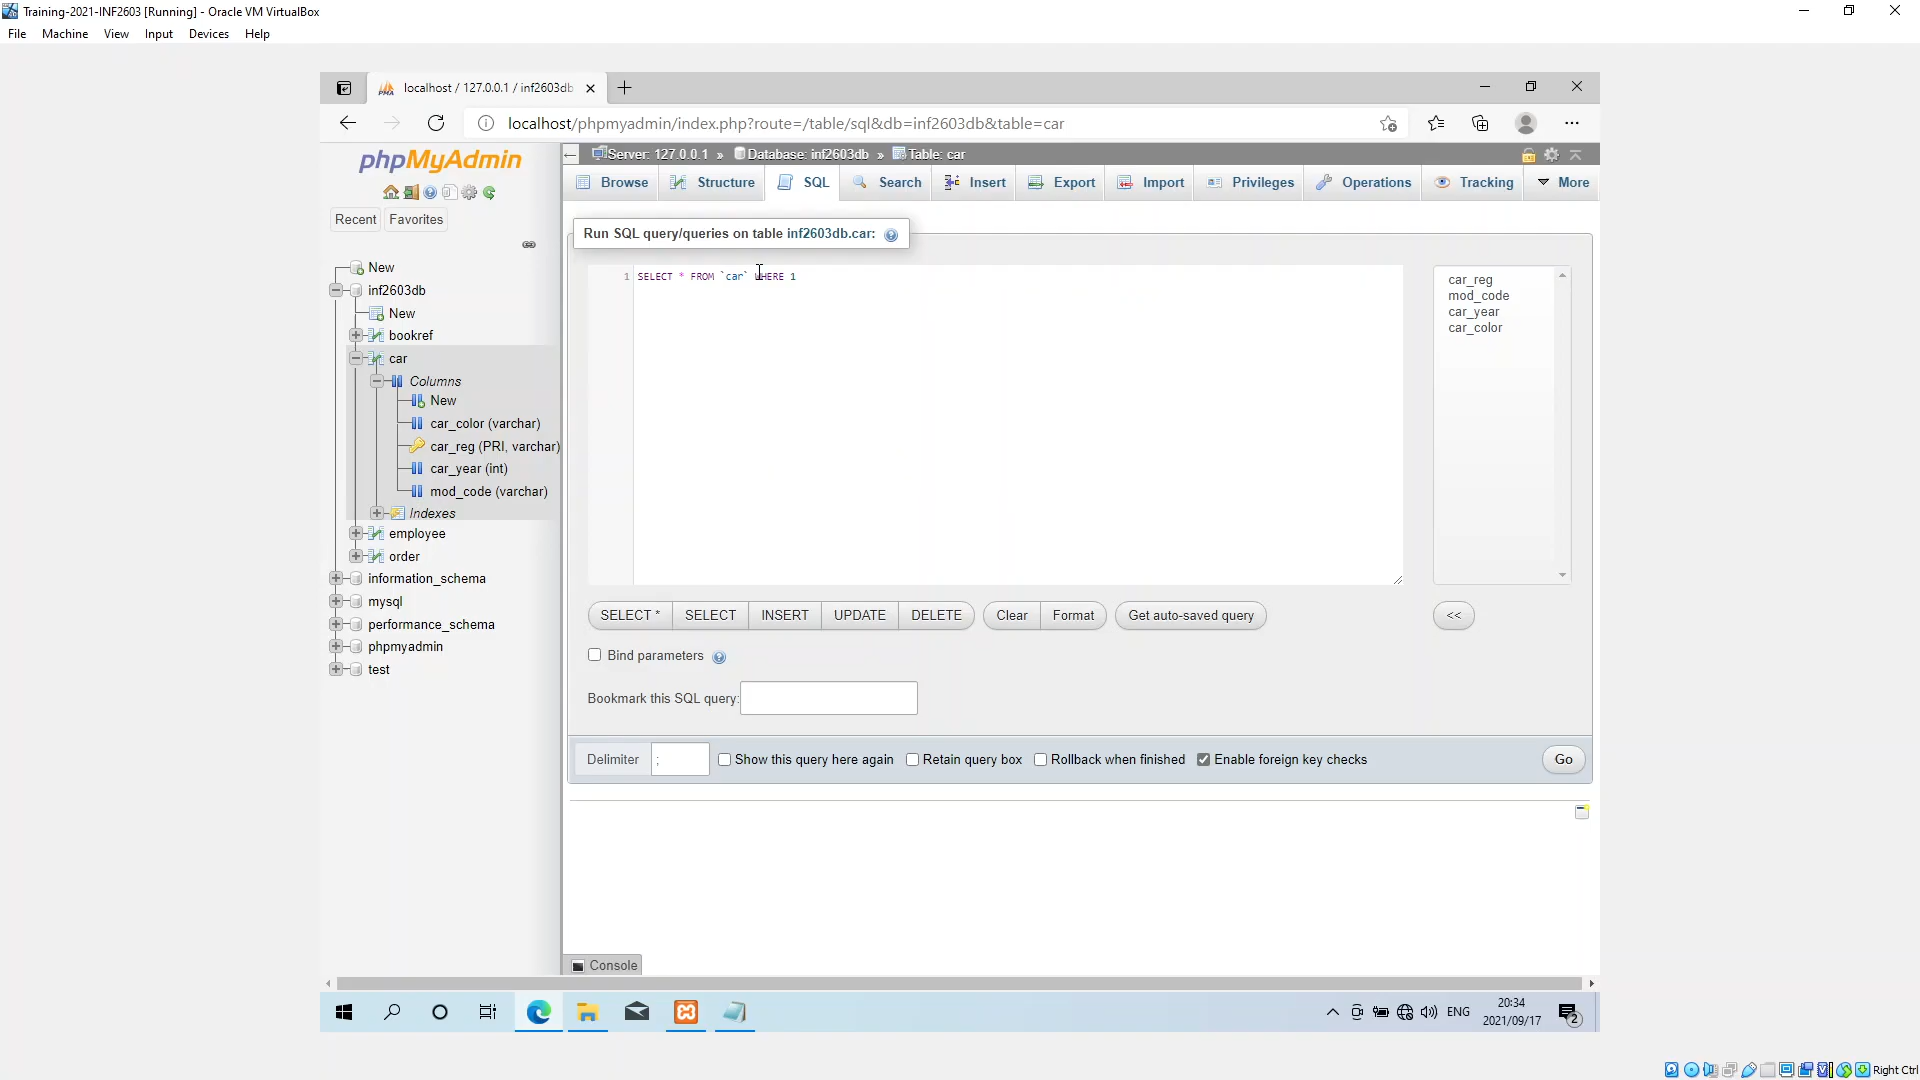 Training-2021-INF2603 [Running] - Oracle VM VirtualBox
File Machine View Input Devices Help
localhost / 127.0.0.1 / inf2603db
localhost/phpmyadmin/index.php?route=/table/sql&db=inf2603db&table=car
phpMyAdmin
Recent Favorites
New
inf2603db
New
bookref
car
Columns
New
car_color (varchar)
car_reg (PRI, varchar)
car_year (int)
mod_code (varchar)
Indexes
employee
order
information_schema
mysql
performance_schema
phpmyadmin
test
Server: 127.0.0.1 » Database: inf2603db » Table: car
Browse Structure SQL Search Insert Export Import Privileges Operations Tracking More
Run SQL query/queries on table inf2603db.car:
1 SELECT * FROM `car` WHERE 1
car_reg
mod_code
car_year
car_color
SELECT * SELECT INSERT UPDATE DELETE Clear Format Get auto-saved query <<
Bind parameters
Bookmark this SQL query:
Delimiter ; Show this query here again Retain query box Rollback when finished Enable foreign key checks Go
Console
ENG
20:34
2021/09/17
2
Right Ctrl